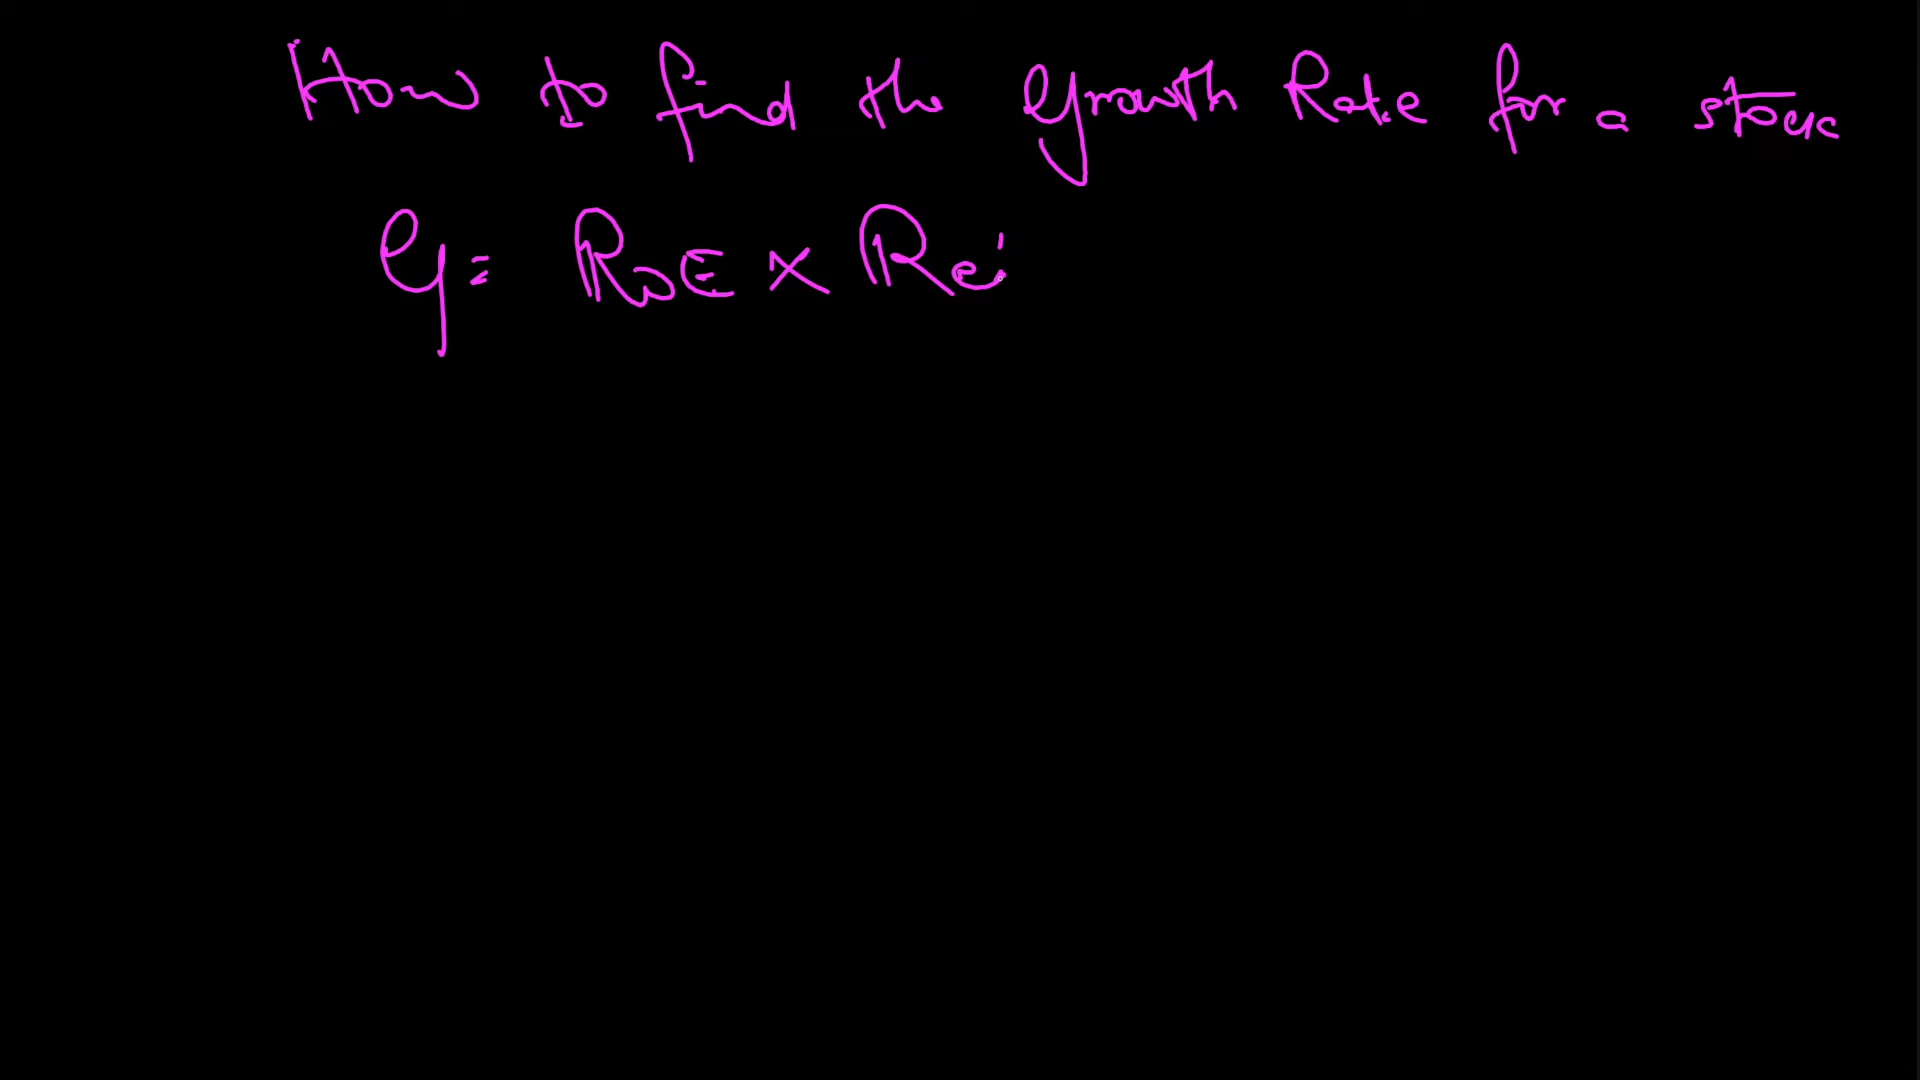 How to find the Growth Rate for a stock
G = ROE X Re